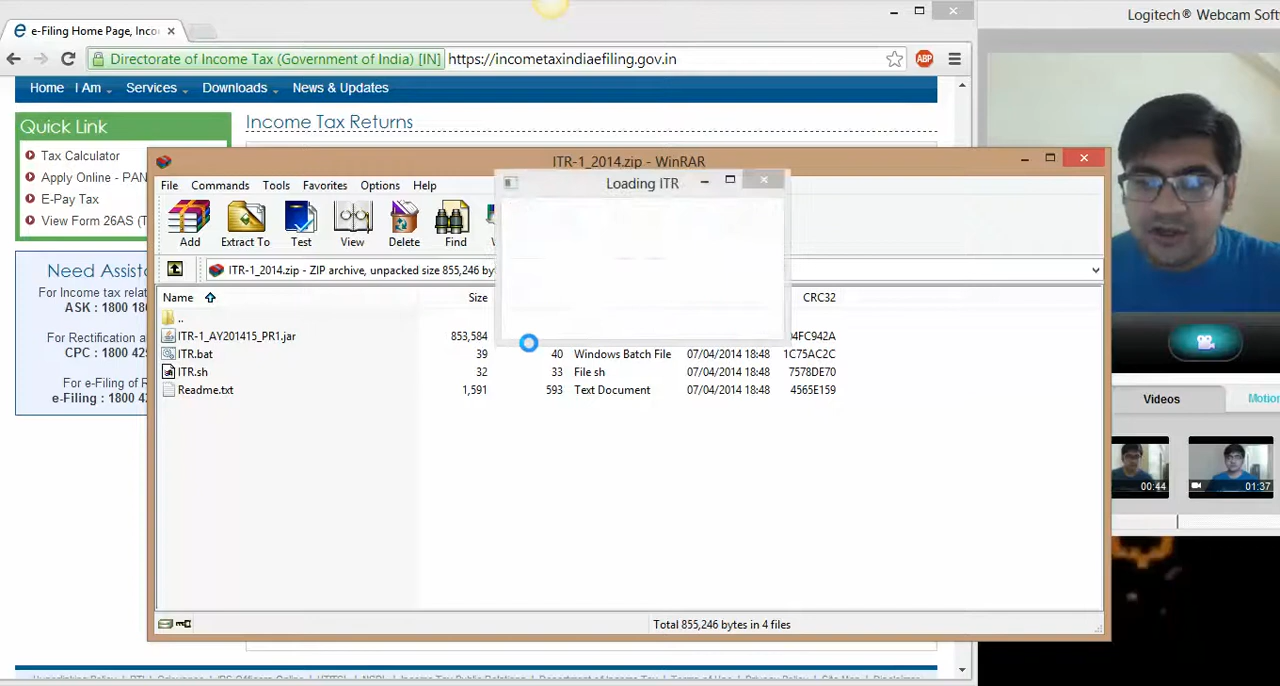 Logitech® Webcam Soft
e-Filing Home Page, Inco
Directorate of Income Tax (Government of India) [IN] https://incometaxindiaefiling.gov.in
ABP
Home I Am Services Downloads News & Updates
Quick Link
Income Tax Returns
Tax Calculator
Apply Online - PAN
E-Pay Tax
View Form 26AS (T
Need Assist
For Income tax relat
ASK : 1800 18
For Rectification a
CPC : 1800 42
For e-Filing of R
e-Filing : 1800 4
ITR-1_2014.zip - WinRAR
File Commands Tools Favorites Options Help
Loading ITR
Add Extract To Test View Delete Find
ITR-1_2014.zip - ZIP archive, unpacked size 855,246 by
Name Size CRC32
..
ITR-1_AY201415_PR1.jar 853,584 04FC942A
ITR.bat 39 40 Windows Batch File 07/04/2014 18:48 1C75AC2C
ITR.sh 32 33 File sh 07/04/2014 18:48 7578DE70
Readme.txt 1,591 593 Text Document 07/04/2014 18:48 4565E159
Total 855,246 bytes in 4 files
Videos Motion
00:44 01:37